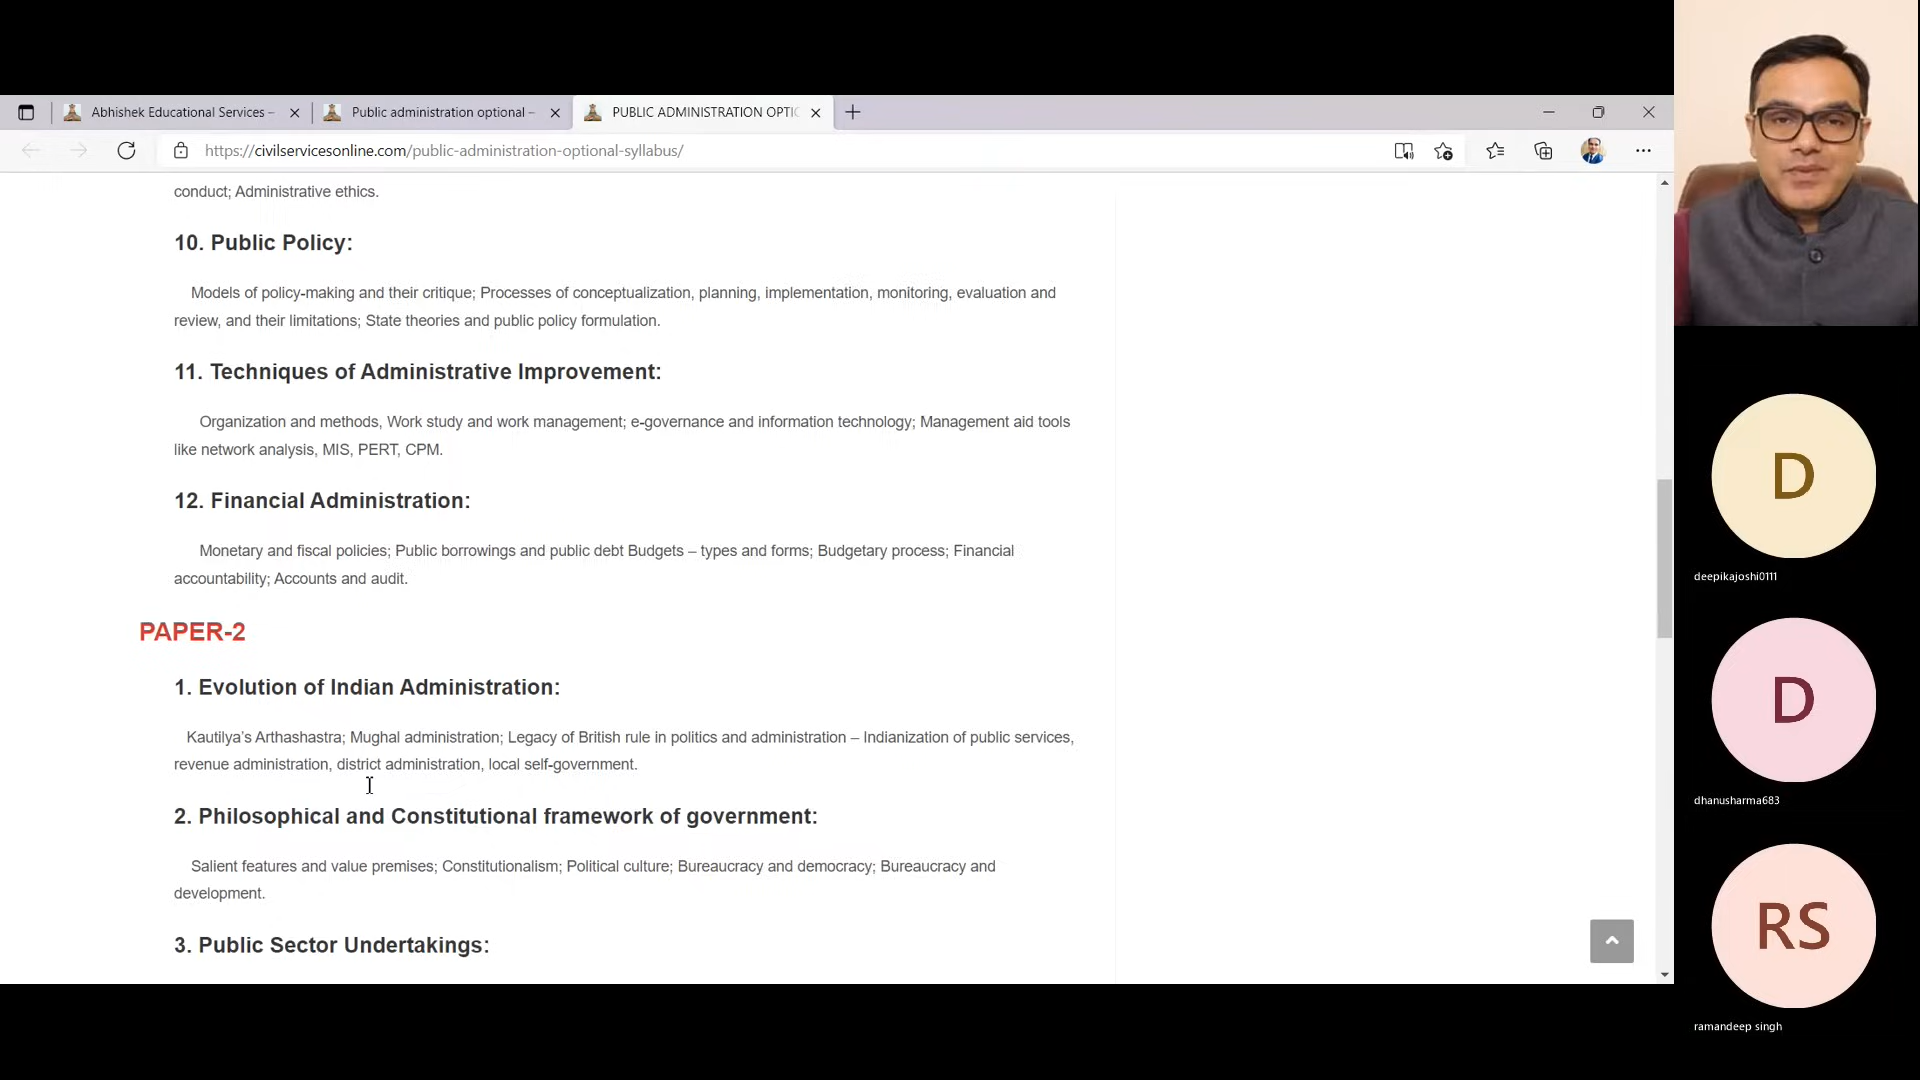 Abhishek Educational Services –
Public administration optional –
PUBLIC ADMINISTRATION OPTIC
https://civilservicesonline.com/public-administration-optional-syllabus/
conduct; Administrative ethics.
10. Public Policy:
Models of policy-making and their critique; Processes of conceptualization, planning, implementation, monitoring, evaluation and
review, and their limitations; State theories and public policy formulation.
11. Techniques of Administrative Improvement:
Organization and methods, Work study and work management; e-governance and information technology; Management aid tools
like network analysis, MIS, PERT, CPM.
12. Financial Administration:
Monetary and fiscal policies; Public borrowings and public debt Budgets – types and forms; Budgetary process; Financial
accountability; Accounts and audit.
PAPER-2
1. Evolution of Indian Administration:
Kautilya’s Arthashastra; Mughal administration; Legacy of British rule in politics and administration – Indianization of public services,
revenue administration, district administration, local self-government.
2. Philosophical and Constitutional framework of government:
Salient features and value premises; Constitutionalism; Political culture; Bureaucracy and democracy; Bureaucracy and
development.
3. Public Sector Undertakings:
D
deepikajoshi0111
D
dhanusharma683
RS
ramandeep singh